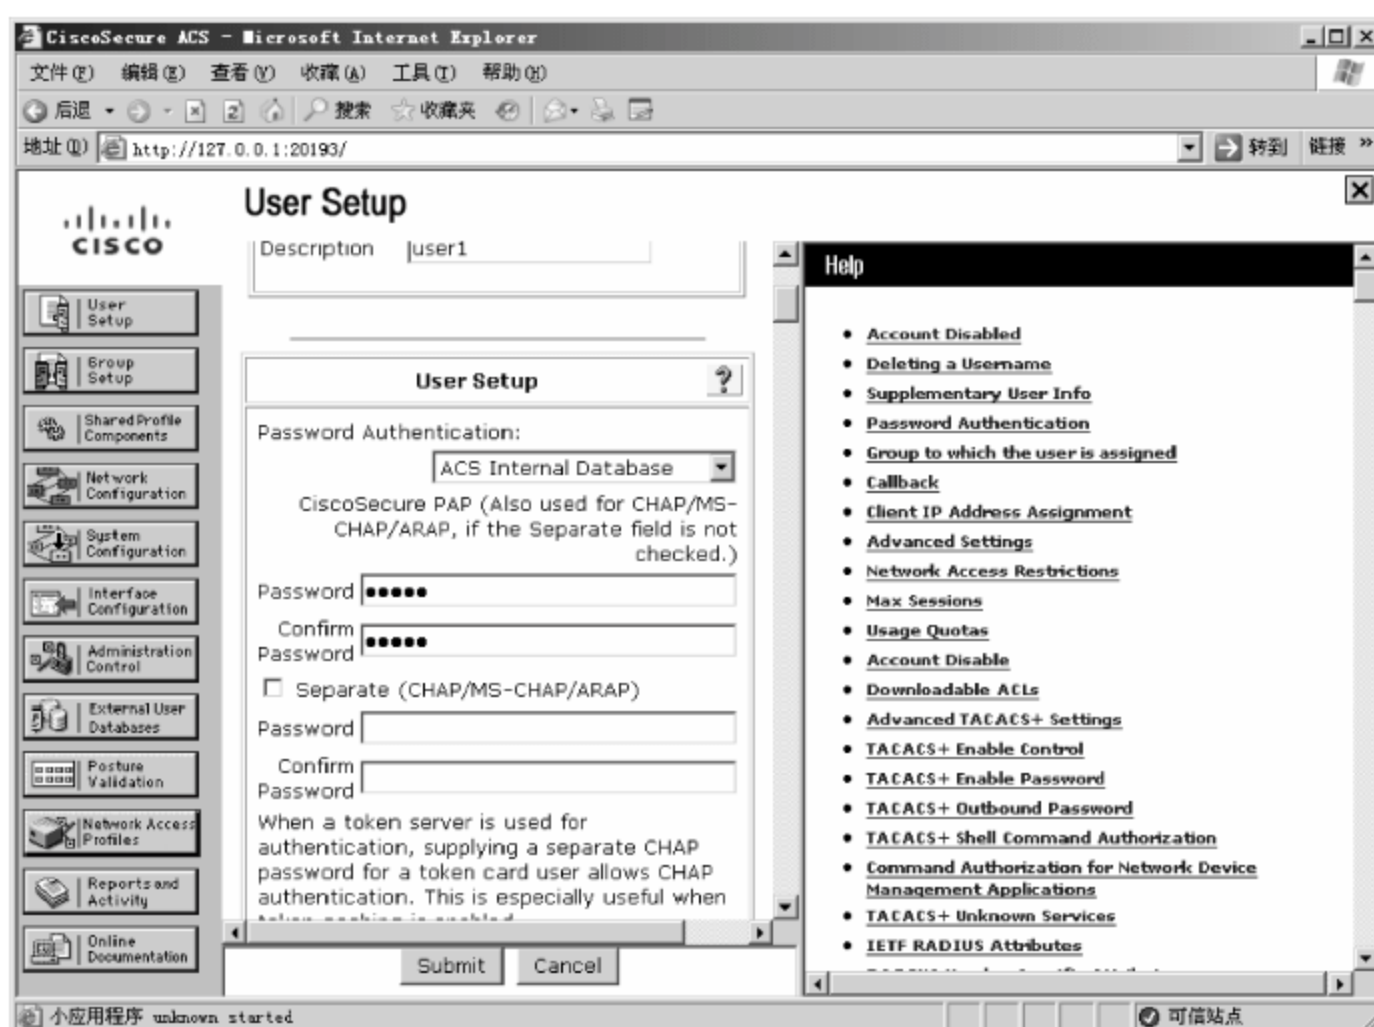 CiscoSecure ACS - Microsoft Internet Explorer
文件(F) 编辑(E) 查看(V) 收藏(A) 工具(T) 帮助(H)
后退 搜索 收藏夹
地址(D) http://127.0.0.1:20193/ 转到 链接 »
CISCO
User Setup
User
Setup
Group
Setup
Shared Profile
Components
Network
Configuration
System
Configuration
Interface
Configuration
Administration
Control
External User
Databases
Posture
Validation
Network Access
Profiles
Reports and
Activity
Online
Documentation
Description user1
User Setup ?
Password Authentication:
ACS Internal Database
CiscoSecure PAP (Also used for CHAP/MS-
CHAP/ARAP, if the Separate field is not
checked.)
Password •••••
Confirm
Password •••••
Separate (CHAP/MS-CHAP/ARAP)
Password
Confirm
Password
When a token server is used for
authentication, supplying a separate CHAP
password for a token card user allows CHAP
authentication. This is especially useful when
Submit Cancel
Help
• Account Disabled
• Deleting a Username
• Supplementary User Info
• Password Authentication
• Group to which the user is assigned
• Callback
• Client IP Address Assignment
• Advanced Settings
• Network Access Restrictions
• Max Sessions
• Usage Quotas
• Account Disable
• Downloadable ACLs
• Advanced TACACS+ Settings
• TACACS+ Enable Control
• TACACS+ Enable Password
• TACACS+ Outbound Password
• TACACS+ Shell Command Authorization
• Command Authorization for Network Device
Management Applications
• TACACS+ Unknown Services
• IETF RADIUS Attributes
小应用程序 unknown started 可信站点